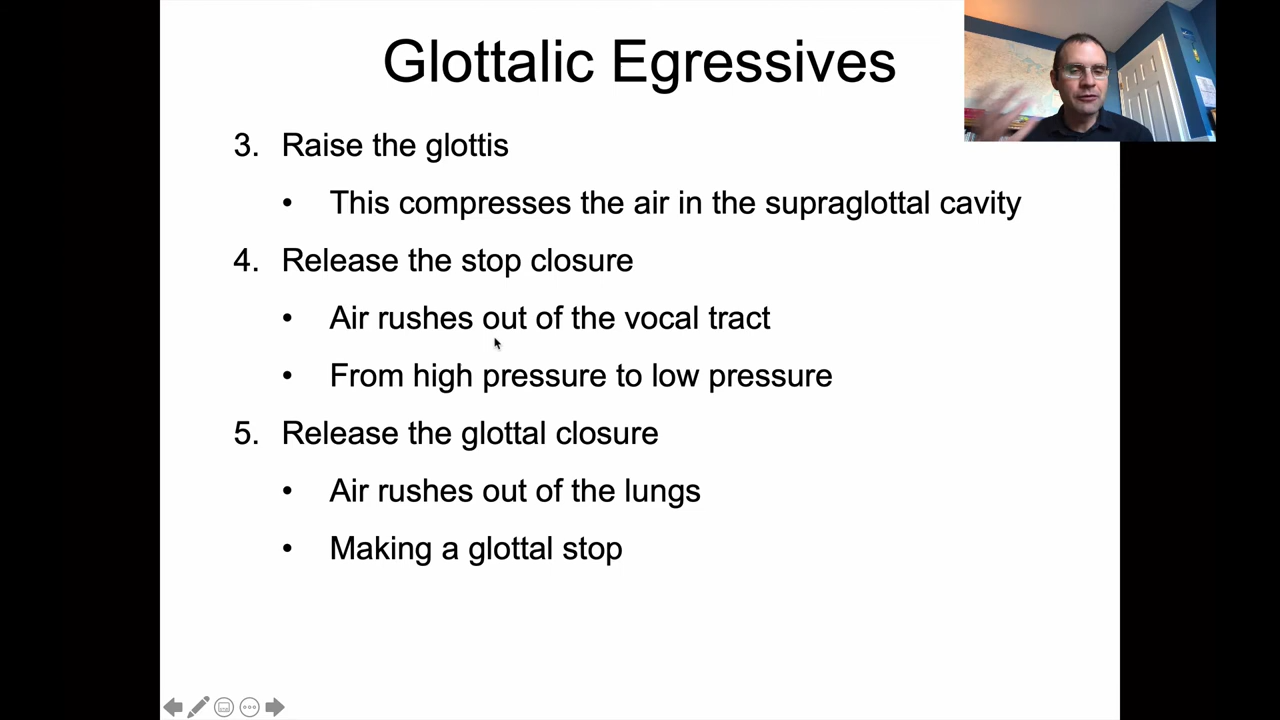 Glottalic Egressives
3. Raise the glottis
• This compresses the air in the supraglottal cavity
4. Release the stop closure
• Air rushes out of the vocal tract
• From high pressure to low pressure
5. Release the glottal closure
• Air rushes out of the lungs
• Making a glottal stop